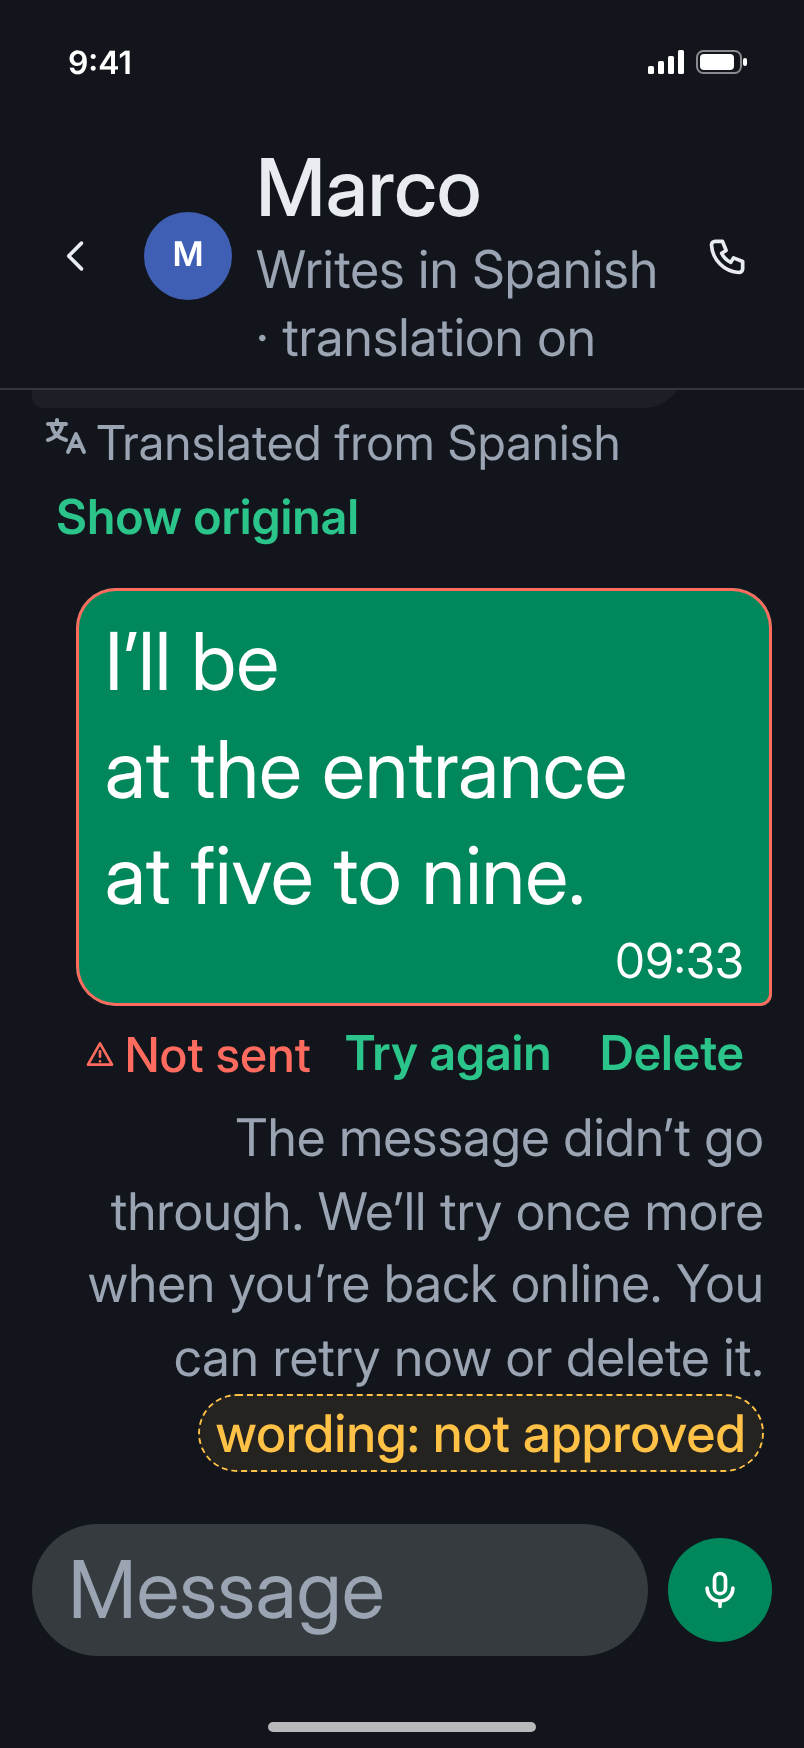 9:41
Marco
M
Writes in Spanish
· translation on
Translated from Spanish
Show original
I’ll be
at the entrance
at five to nine.
09:33
Not sent Try again Delete
The message didn’t go
through. We’ll try once more
when you’re back online. You
can retry now or delete it.
wording: not approved
Message